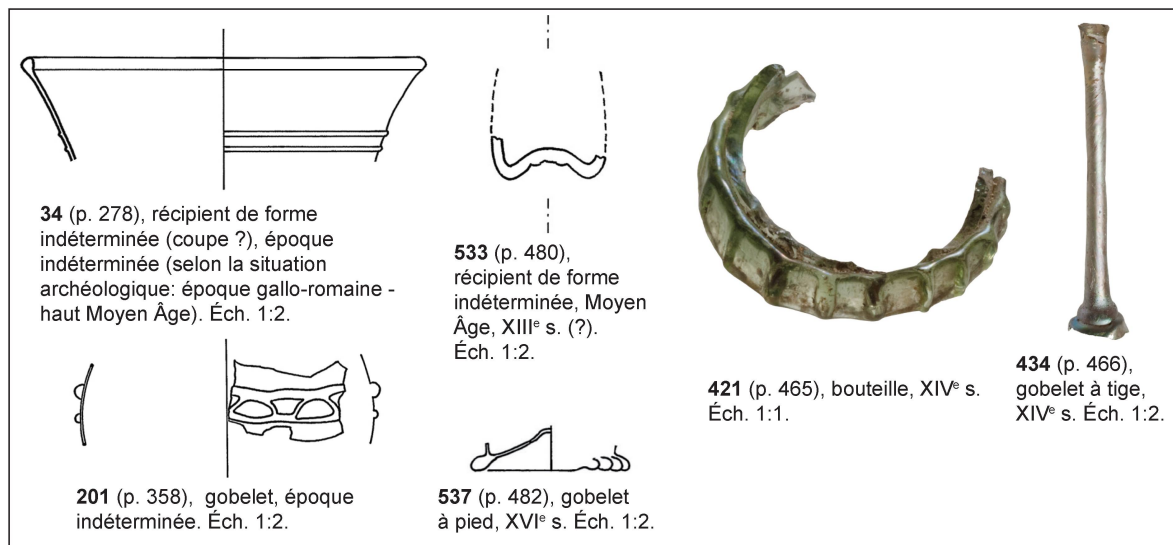 34 (p. 278), récipient de forme
indéterminée (coupe ?), époque
indéterminée (selon la situation
archéologique: époque gallo-romaine -
haut Moyen Âge). Éch. 1:2.
201 (p. 358), gobelet, époque
indéterminée. Éch. 1:2.
533 (p. 480),
récipient de forme
indéterminée, Moyen
Âge, XIIIe s. (?).
Éch. 1:2.
537 (p. 482), gobelet
à pied, XVIe s. Éch. 1:2.
421 (p. 465), bouteille, XIVe s.
Éch. 1:1.
434 (p. 466),
gobelet à tige,
XIVe s. Éch. 1:2.